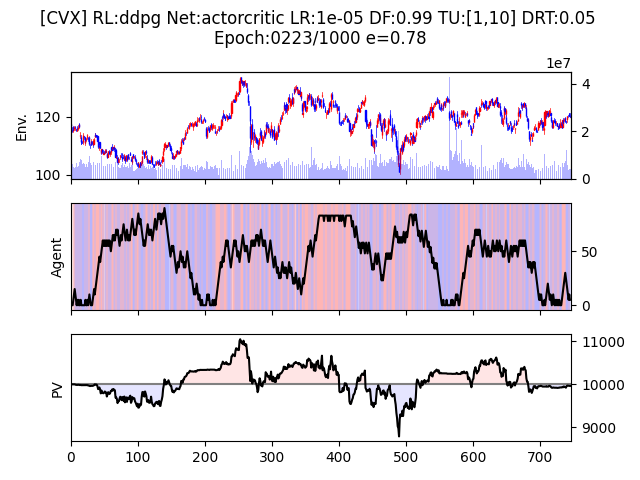 [CVX] RL:ddpg Net:actorcritic LR:1e-05 DF:0.99 TU:[1,10] DRT:0.05
Epoch:0223/1000 e=0.78
1e7
Env.
120
100
4
2
0
Agent
50
0
PV
11000
10000
9000
0 100 200 300 400 500 600 700